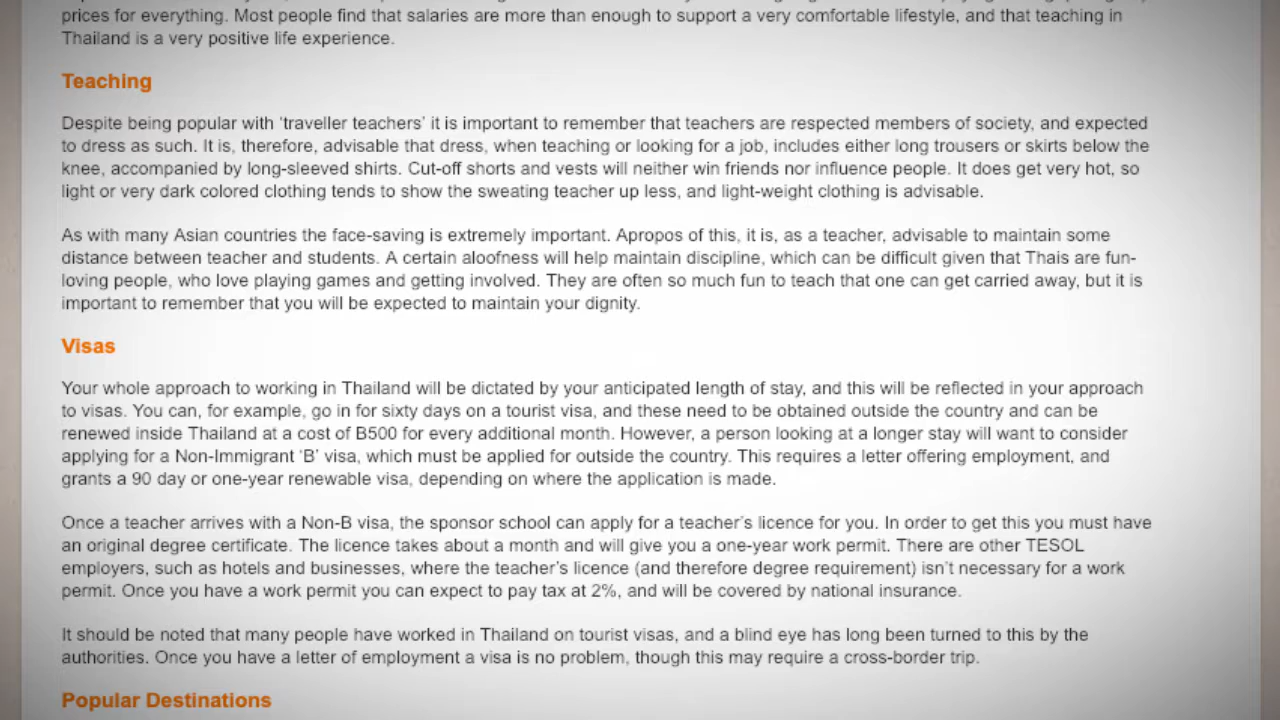 prices for everything. Most people find that salaries are more than enough to support a very comfortable lifestyle, and that teaching in
Thailand is a very positive life experience.
Teaching
Despite being popular with ‘traveller teachers’ it is important to remember that teachers are respected members of society, and expected
to dress as such. It is, therefore, advisable that dress, when teaching or looking for a job, includes either long trousers or skirts below the
knee, accompanied by long-sleeved shirts. Cut-off shorts and vests will neither win friends nor influence people. It does get very hot, so
light or very dark colored clothing tends to show the sweating teacher up less, and light-weight clothing is advisable.
As with many Asian countries the face-saving is extremely important. Apropos of this, it is, as a teacher, advisable to maintain some
distance between teacher and students. A certain aloofness will help maintain discipline, which can be difficult given that Thais are fun-
loving people, who love playing games and getting involved. They are often so much fun to teach that one can get carried away, but it is
important to remember that you will be expected to maintain your dignity.
Visas
Your whole approach to working in Thailand will be dictated by your anticipated length of stay, and this will be reflected in your approach
to visas. You can, for example, go in for sixty days on a tourist visa, and these need to be obtained outside the country and can be
renewed inside Thailand at a cost of B500 for every additional month. However, a person looking at a longer stay will want to consider
applying for a Non-Immigrant ‘B’ visa, which must be applied for outside the country. This requires a letter offering employment, and
grants a 90 day or one-year renewable visa, depending on where the application is made.
Once a teacher arrives with a Non-B visa, the sponsor school can apply for a teacher’s licence for you. In order to get this you must have
an original degree certificate. The licence takes about a month and will give you a one-year work permit. There are other TESOL
employers, such as hotels and businesses, where the teacher’s licence (and therefore degree requirement) isn’t necessary for a work
permit. Once you have a work permit you can expect to pay tax at 2%, and will be covered by national insurance.
It should be noted that many people have worked in Thailand on tourist visas, and a blind eye has long been turned to this by the
authorities. Once you have a letter of employment a visa is no problem, though this may require a cross-border trip.
Popular Destinations